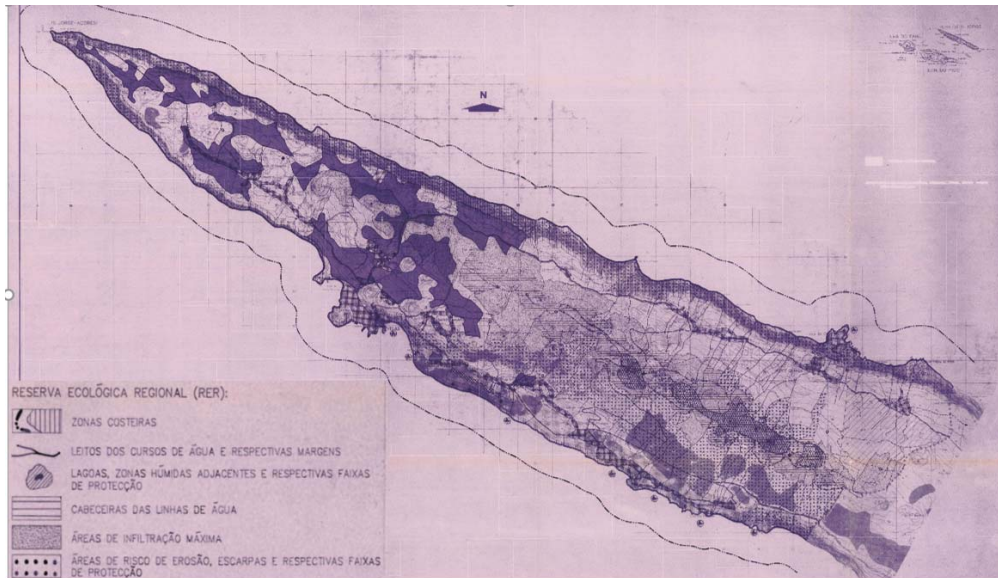 N
RESERVA ECOLÓGICA REGIONAL (RER):
ZONAS COSTEIRAS
LEITOS DOS CURSOS DE ÁGUA E RESPECTIVAS MARGENS
LAGOAS, ZONAS HÚMIDAS ADJACENTES E RESPECTIVAS FAIXAS
DE PROTECÇÃO
CABECEIRAS DAS LINHAS DE ÁGUA
ÁREAS DE INFILTRAÇÃO MÁXIMA
ÁREAS DE RISCO DE EROSÃO, ESCARPAS E RESPECTIVAS FAIXAS
DE PROTECÇÃO